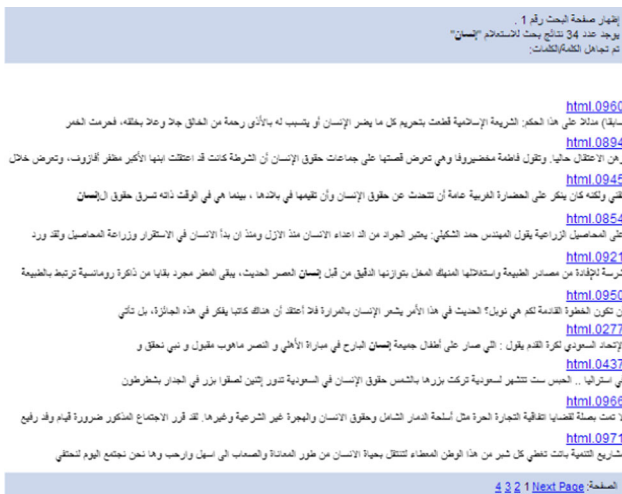 إظهار صفحة البحث رقم 1 .
يوجد عدد 34 نتائج بحث للاستعلام "إنسان"
تم تجاهل الكلمة/الكلمات:
html.0960
سابقا) مدللا على هذا الحكم: الشريعة الإسلامية قطعت بتحريم كل ما يضر الإنسان أو يتسبب له بالأذى رحمة من الخالق جلا وعلا بخلقه، فحرمت الخمر
html.0894
رهن الاعتقال حاليا. وتقول فاطمة مخضيروفا وهي تعرض قصتها على جماعات حقوق الإنسان أن الشرطة كانت قد اعتقلت ابنها الأكبر مظفر أفازوف، وتعرض خلال
html.0945
ولكنه كان ينكر على الحضارة الغربية عامة أن تتحدث عن حقوق الإنسان وأن تقيمها في بلادها ، بينما هي في الوقت ذاته تسرق حقوق الإنسان
html.0854
على المحاصيل الزراعية يقول المهندس حمد الشكيلي: يعتبر الجراد من الد اعداء الانسان منذ الازل ومنذ ان بدأ الانسان في الاستقرار وزراعة المحاصيل ولقد ورد
html.0921
شرسة للإفادة من مصادر الطبيعة واستغلالها المنهك المخل بتوازنها الدقيق من قبل إنسان العصر الحديث، يبقى المطر مجرد بقايا من ذاكرة رومانسية ترتبط بالطبيعة
html.0950
ن تكون الخطوة القادمة لكم هي نوبل؟ الحديث في هذا الأمر يشعر الإنسان بالمرارة فلا أعتقد أن هناك كاتبا يفكر في هذه الجائزة، بل تأتي
html.0277
لإتحاد السعودي لكرة القدم يقول : اللي صار على أطفال جميعة إنسان البارح في مباراة الأهلي و النصر ماهوب مقبول و نبي نحقق و
html.0437
في استراليا .. الحبس ست تتشهر لسعودية تركت بزرها بالشمس حقوق الإنسان في السعودية تدور إثنين لصقوا بزر في الجدار بشطرطون
html.0966
لا تمت بصلة لقضايا اتفاقية التجارة الحرة مثل أسلحة الدمار الشامل وحقوق الانسان والهجرة غير الشرعية وغيرها. لقد قرر الاجتماع المذكور ضرورة قيام وفد رفيع
html.0971
مشاريع التنمية باتت تغطي كل شبر من هذا الوطن المعطاء لتنتقل بحياة الانسان من طور المعاناة والصعاب الى اسهل وارحب وها نحن نجتمع اليوم لنحتفي
الصفحة: 1 2 3 4 Next Page